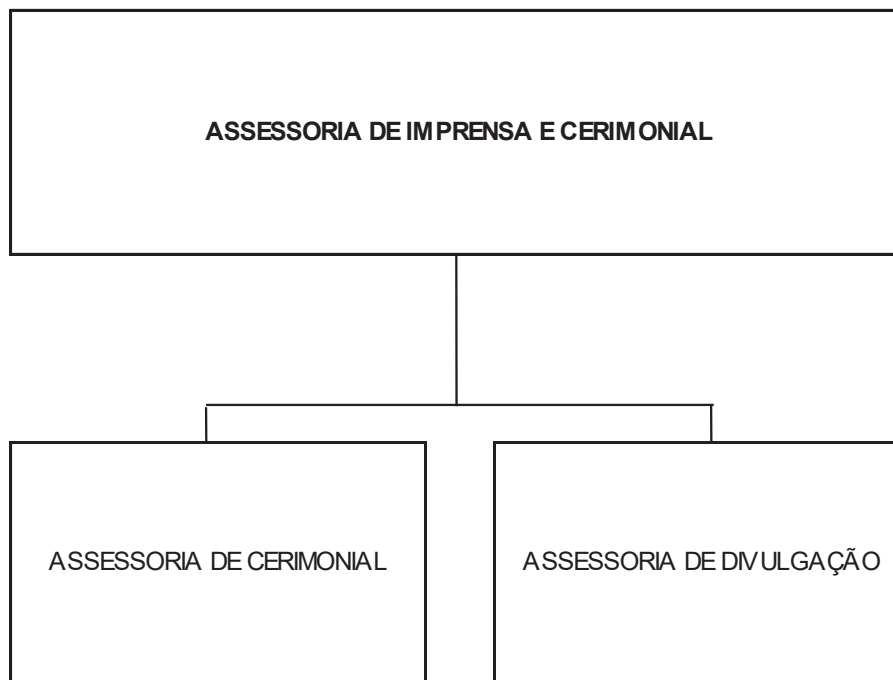 ASSESSORIA DE IMPRENSA E CERIMONIAL
ASSESSORIA DE CERIMONIAL
ASSESSORIA DE DIVULGAÇÃO